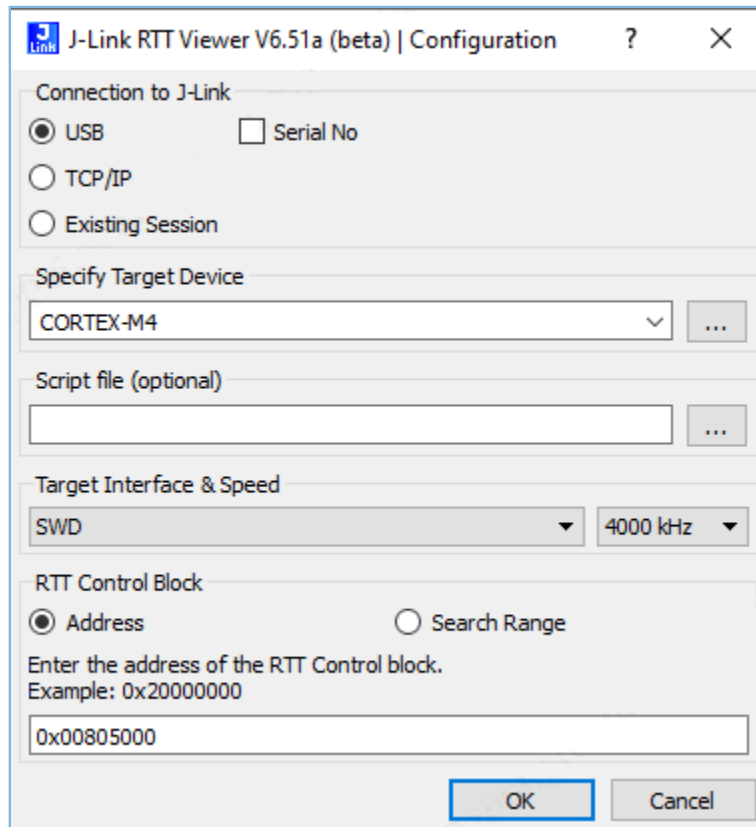 J-Link RTT Viewer V6.51a (beta) | Configuration ? ×
Connection to J-Link
USB Serial No
TCP/IP
Existing Session
Specify Target Device
CORTEX-M4 ...
Script file (optional)
...
Target Interface & Speed
SWD 4000 kHz
RTT Control Block
Address Search Range
Enter the address of the RTT Control block.
Example: 0x20000000
0x00805000
OK Cancel